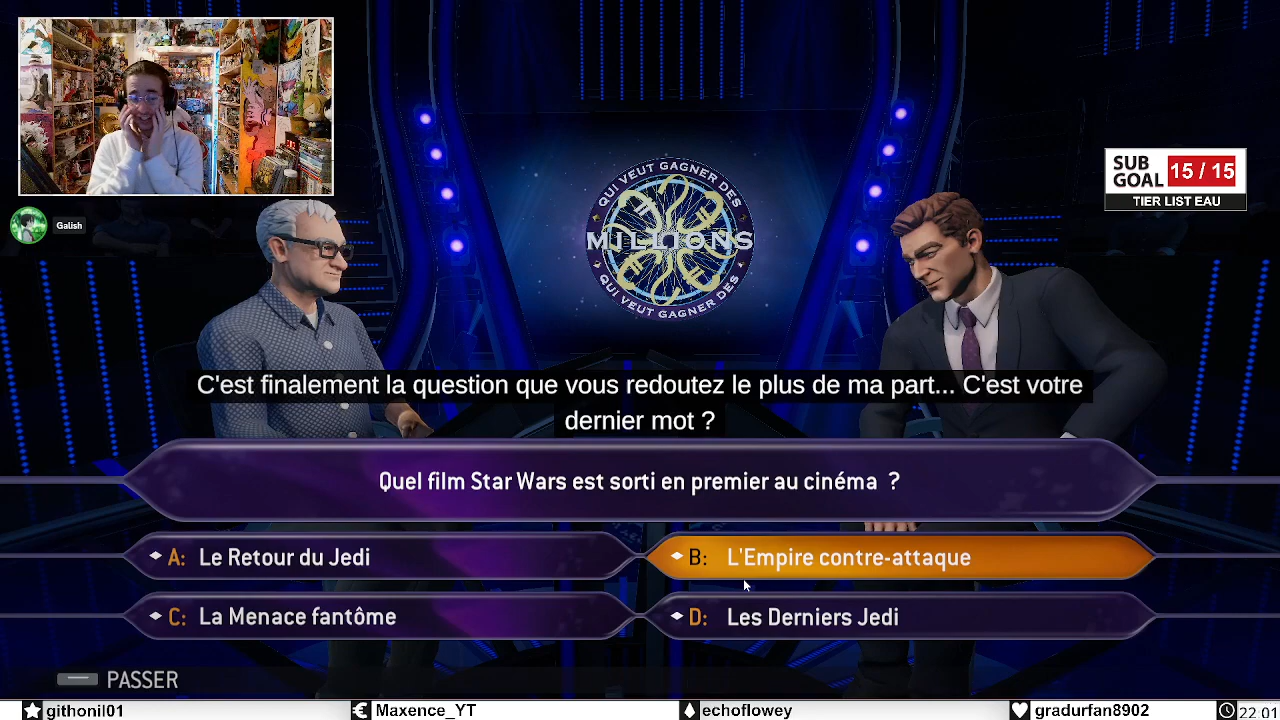 SUB
GOAL
15 / 15
TIER LIST EAU
Galish
QUI VEUT GAGNER DES
MILLIONS
QUI VEUT GAGNER DES
C'est finalement la question que vous redoutez le plus de ma part... C'est votre
dernier mot ?
Quel film Star Wars est sorti en premier au cinéma ?
A: Le Retour du Jedi
B: L'Empire contre-attaque
C: La Menace fantôme
D: Les Derniers Jedi
PASSER
githonil01
Maxence_YT
echoflowey
gradurfan8902
22:01